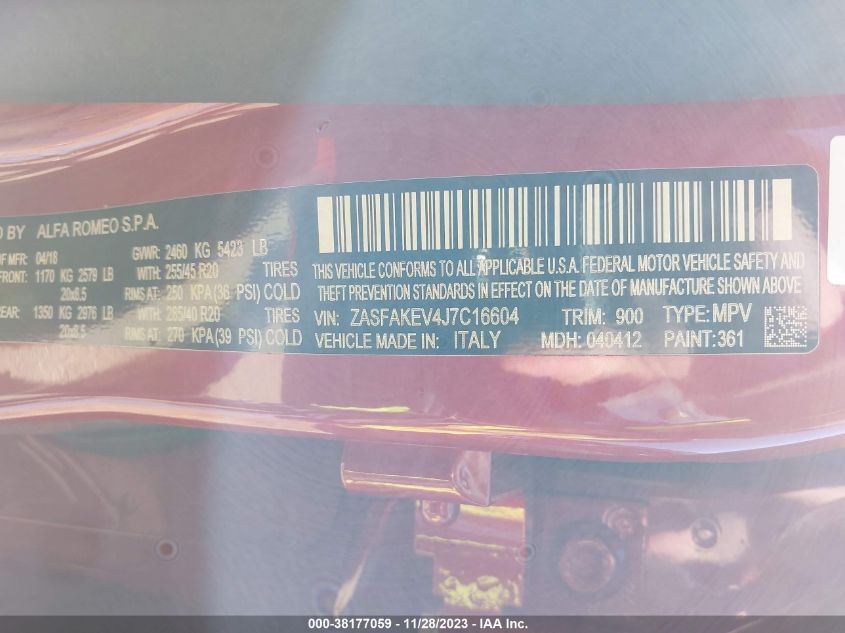 D BY ALFA ROMEO S.P.A.
OF MFR: 04/18 GVWR: 2460 KG 5423 LB
FRONT: 1170 KG 2579 LB WITH: 255/45 R20 TIRES
20x8.5 RIMS AT: 250 KPA(36 PSI) COLD
REAR: 1350 KG 2976 LB WITH: 285/40 R20 TIRES
RIMS AT: 270 KPA(39 PSI) COLD
THIS VEHICLE CONFORMS TO ALL APPLICABLE U.S.A. FEDERAL MOTOR VEHICLE SAFETY AND
THEFT PREVENTION STANDARDS IN EFFECT ON THE DATE OF MANUFACTURE SHOWN ABOVE
VIN: ZASFAKEV4J7C16604 TRIM: 900 TYPE: MPV
VEHICLE MADE IN: ITALY MDH: 040412 PAINT: 361
000-38177059 - 11/28/2023 - IAA Inc.